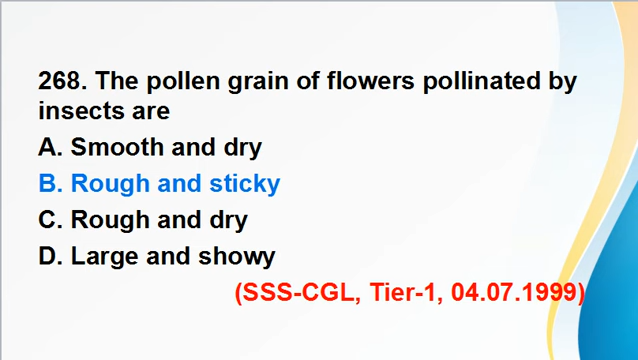 268. The pollen grain of flowers pollinated by
insects are
A. Smooth and dry
B. Rough and sticky
C. Rough and dry
D. Large and showy
(SSS-CGL, Tier-1, 04.07.1999)